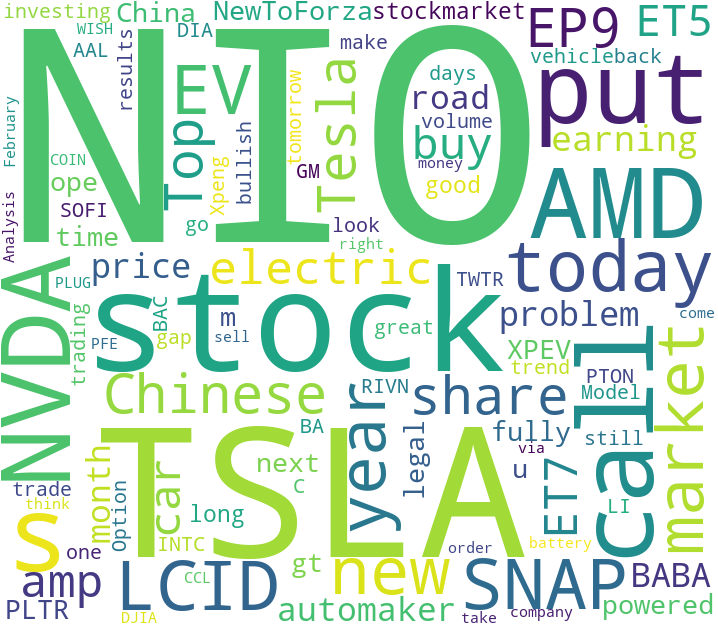 investing
China
NewToForza
stockmarket
EP9
ET5
WISH
DIA
AAL
results
make
vehicle
back
NIO
EV
put
February
COIN
ope
SOFI
time
Top
Xpeng
bullish
tomorrow
GM
Tesla
days
road
volume
buy
money
good
earning
Analysis
go
look
right
AMD
NVDA
PLUG
price
electric
TWTR
today
trading
PFE
stock
BAC
gap
m
sell
great
problem
come
XPEV
trend
PTON
Model
call
market
Chinese
RIVN
year
share
BA
legal
fully
via
still
trade
think
S
month
Option
car
TSLA
next
C
long
u
ET7
LI
one
INTC
gt
order
battery
amp
PLTR
LCID
CCL
DJIA
new
automaker
SNAP
take
company
BABA
powered